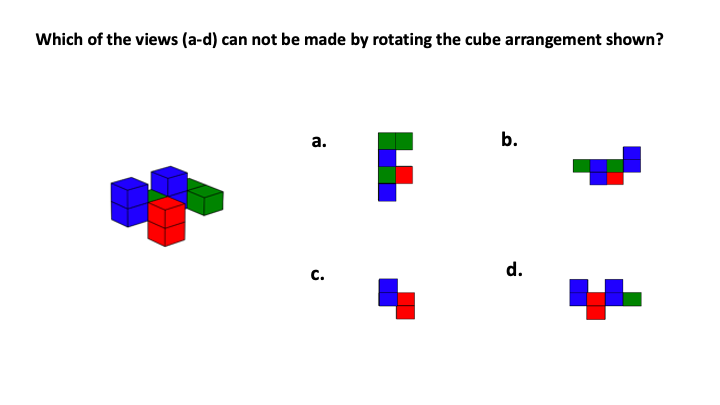 Which of the views (a-d) can not be made by rotating the cube arrangement shown?
a. b.
c. d.